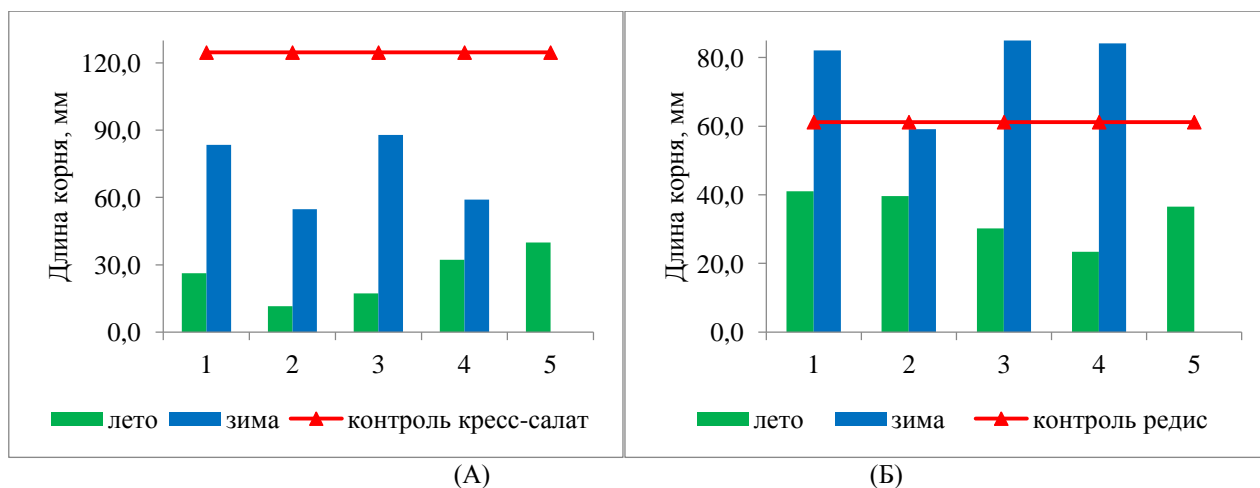 Длина корня, мм
120,0
90,0
60,0
30,0
0,0
1 2 3 4 5
лето зима контроль кресс-салат
(А)
Длина корня, мм
80,0
60,0
40,0
20,0
0,0
1 2 3 4 5
лето зима контроль редис
(Б)